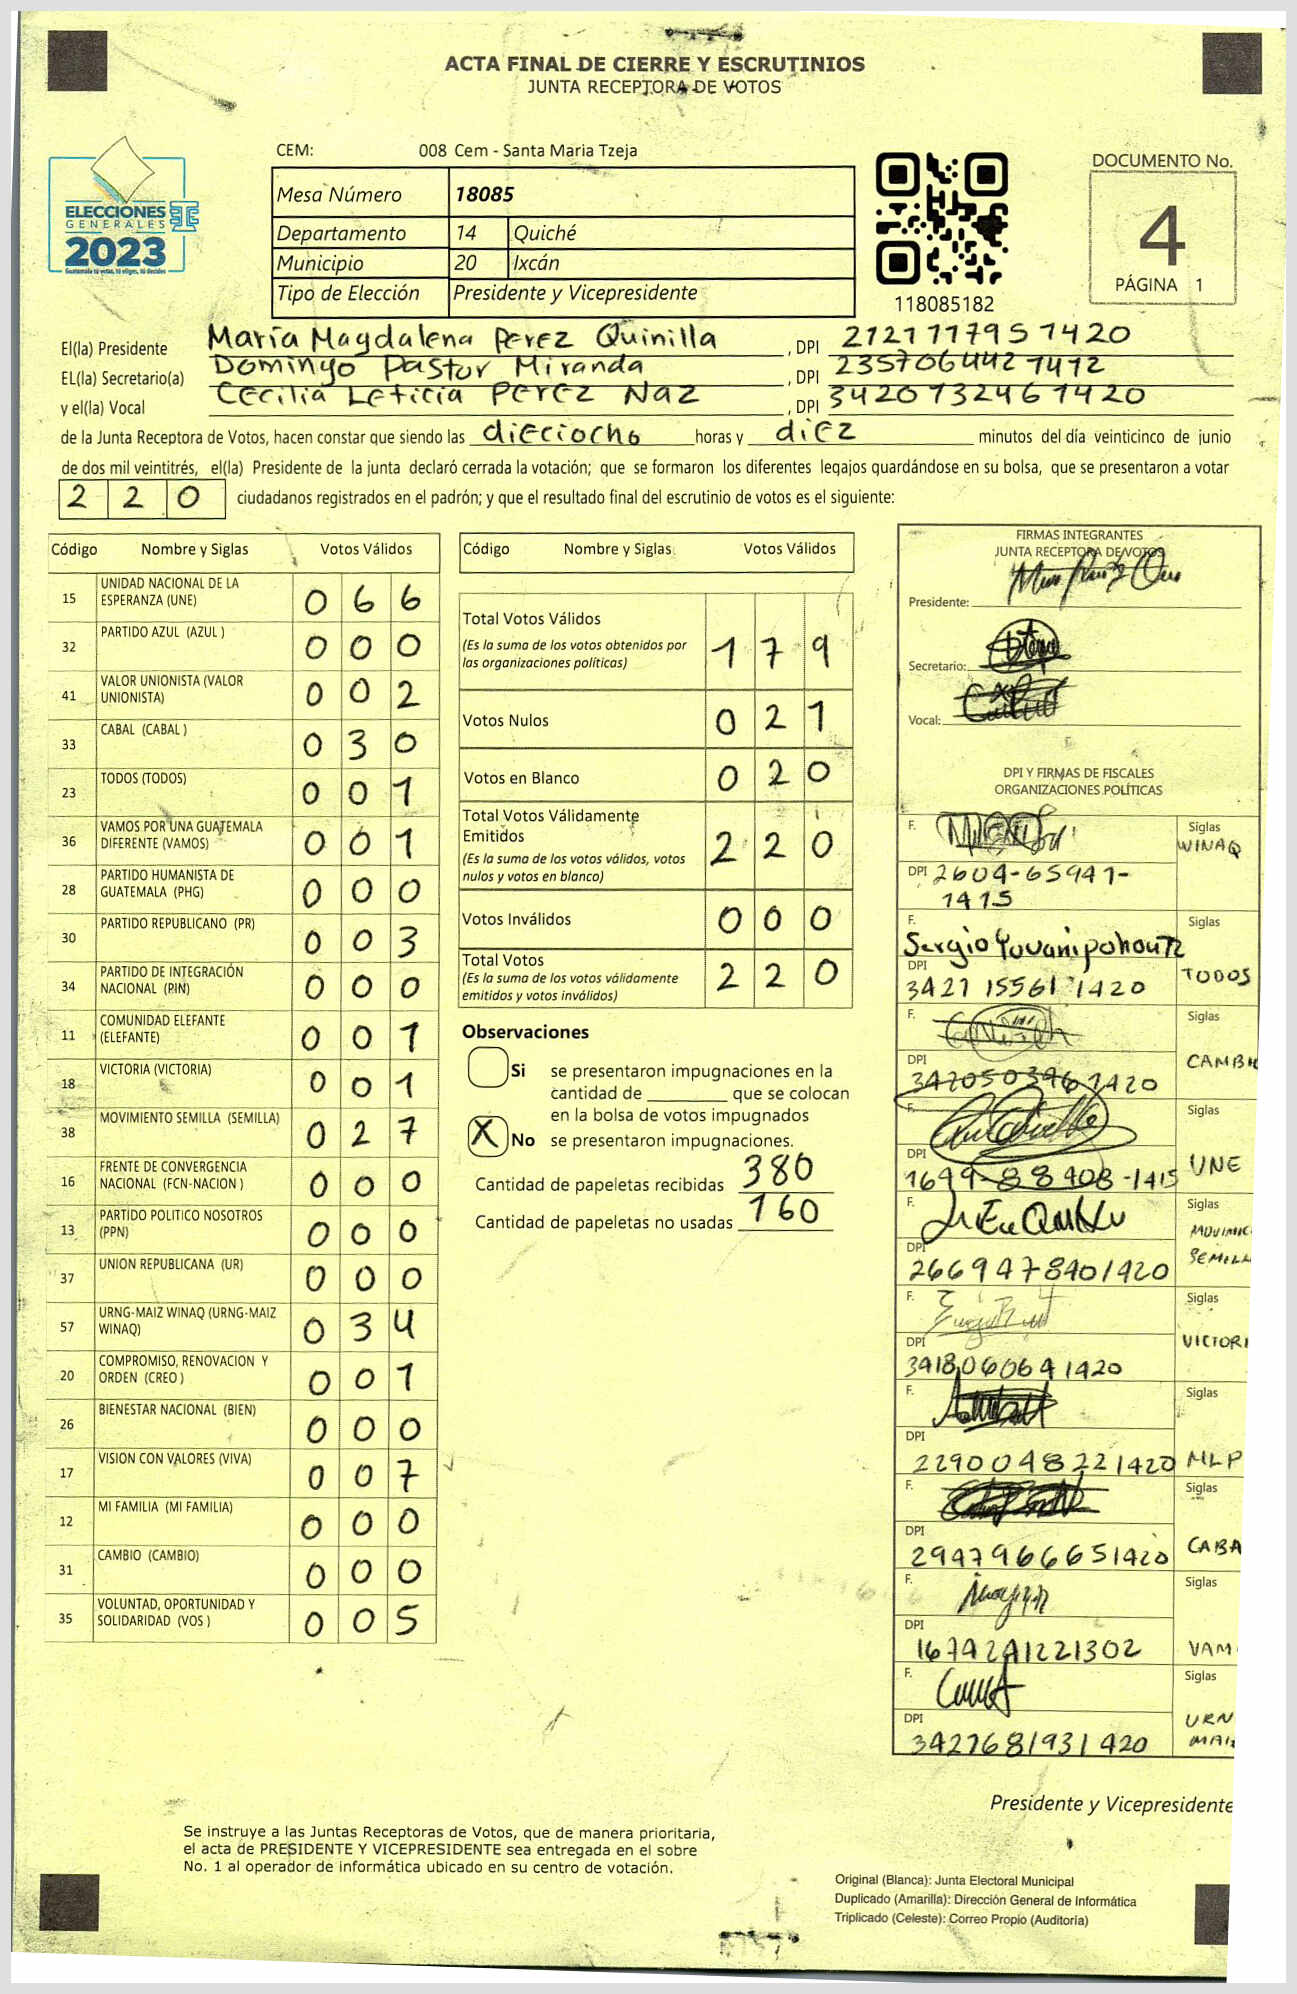 ACTA FINAL DE CIERRE Y ESCRUTINIOS
JUNTA RECEPTORA DE VOTOS
ELECCIONES
GENERALES
2023
Guatemala tú votas, tú eliges, tú decides
CEM: 008 Cem - Santa Maria Tzeja
Mesa Número 18085
Departamento 14 Quiché
Municipio 20 Ixcán
Tipo de Elección Presidente y Vicepresidente
118085182
DOCUMENTO No.
4
PÁGINA 1
El(la) Presidente María Magdalena Perez Quinilla , DPI 2121777951420
EL(la) Secretario(a) Domingo Pastor Miranda , DPI 2357064421412
y el(la) Vocal Cecilia Leticia Perez Naz , DPI 3420732461420
de la Junta Receptora de Votos, hacen constar que siendo las dieciocho horas y diez minutos del día veinticinco de junio
de dos mil veintitrés, el(la) Presidente de la junta declaró cerrada la votación; que se formaron los diferentes legajos guardándose en su bolsa, que se presentaron a votar
2 2 0 ciudadanos registrados en el padrón; y que el resultado final del escrutinio de votos es el siguiente:
Código Nombre y Siglas Votos Válidos
15 UNIDAD NACIONAL DE LA ESPERANZA (UNE) 0 6 6
32 PARTIDO AZUL (AZUL ) 0 0 0
41 VALOR UNIONISTA (VALOR UNIONISTA) 0 0 2
33 CABAL (CABAL ) 0 3 0
23 TODOS (TODOS) 0 0 1
36 VAMOS POR UNA GUATEMALA DIFERENTE (VAMOS) 0 0 1
28 PARTIDO HUMANISTA DE GUATEMALA (PHG) 0 0 0
30 PARTIDO REPUBLICANO (PR) 0 0 3
34 PARTIDO DE INTEGRACIÓN NACIONAL (PIN) 0 0 0
11 COMUNIDAD ELEFANTE (ELEFANTE) 0 0 1
18 VICTORIA (VICTORIA) 0 0 1
38 MOVIMIENTO SEMILLA (SEMILLA) 0 2 7
16 FRENTE DE CONVERGENCIA NACIONAL (FCN-NACION ) 0 0 0
13 PARTIDO POLITICO NOSOTROS (PPN) 0 0 0
37 UNION REPUBLICANA (UR) 0 0 0
57 URNG-MAIZ WINAQ (URNG-MAIZ WINAQ) 0 3 4
20 COMPROMISO, RENOVACION Y ORDEN (CREO ) 0 0 1
26 BIENESTAR NACIONAL (BIEN) 0 0 0
17 VISION CON VALORES (VIVA) 0 0 7
12 MI FAMILIA (MI FAMILIA) 0 0 0
31 CAMBIO (CAMBIO) 0 0 0
35 VOLUNTAD, OPORTUNIDAD Y SOLIDARIDAD (VOS ) 0 0 5
Código Nombre y Siglas Votos Válidos
Total Votos Válidos
(Es la suma de los votos obtenidos por
las organizaciones políticas) 1 7 9
Votos Nulos 0 2 1
Votos en Blanco 0 2 0
Total Votos Válidamente
Emitidos 2 2 0
(Es la suma de los votos válidos, votos
nulos y votos en blanco)
Votos Inválidos 0 0 0
Total Votos 2 2 0
(Es la suma de los votos válidamente
emitidos y votos inválidos)
Observaciones
Si se presentaron impugnaciones en la
cantidad de que se colocan
en la bolsa de votos impugnados
X No se presentaron impugnaciones.
Cantidad de papeletas recibidas 380
Cantidad de papeletas no usadas 160
FIRMAS INTEGRANTES
JUNTA RECEPTORA DE VOTOS
Presidente:
Secretario:
Vocal:
DPI Y FIRMAS DE FISCALES
ORGANIZACIONES POLÍTICAS
F. Siglas
WINAQ
DPI 2604-65941-
1415
F. Siglas
DPI TODOS
3421 15561 1420
F. Siglas
DPI CAMBI
3420503961420
F. Siglas
DPI UNE
1699-88908-1415
F. Siglas
DPI MOVIMIE
SEMILL
2669478401420
F. Siglas
DPI VICTORI
3418060641420
F. Siglas
DPI MLP
2290048221420
F. Siglas
DPI CABA
2947966651420
F. Siglas
DPI VAM
F. Siglas
DPI URN
MAI
3427681931420
Presidente y Vicepresidente
Se instruye a las Juntas Receptoras de Votos, que de manera prioritaria,
el acta de PRESIDENTE Y VICEPRESIDENTE sea entregada en el sobre
No. 1 al operador de informática ubicado en su centro de votación.
Original (Blanca): Junta Electoral Municipal
Duplicado (Amarilla): Dirección General de Informática
Triplicado (Celeste): Correo Propio (Auditoría)